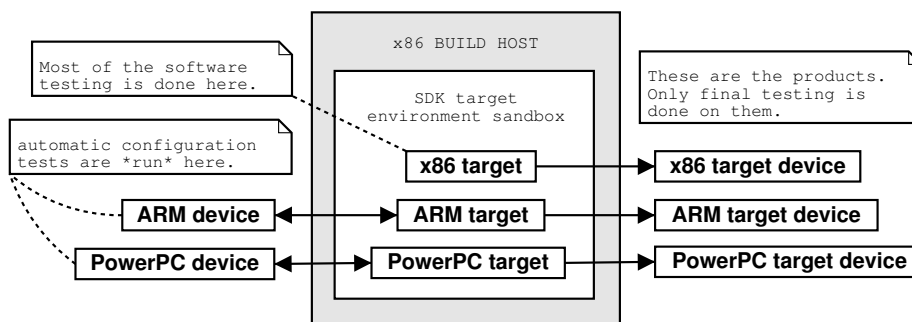 x86 BUILD HOST
Most of the software
testing is done here.
These are the products.
Only final testing is
done on them.
SDK target
environment sandbox
automatic configuration
tests are *run* here.
x86 target
x86 target device
ARM device
ARM target
ARM target device
PowerPC device
PowerPC target
PowerPC target device